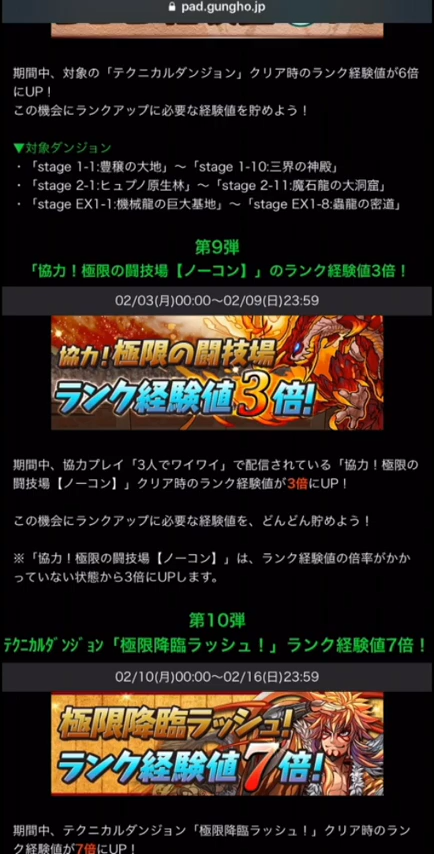 pad.gungho.jp
期間中、対象の「テクニカルダンジョン」クリア時のランク経験値が6倍
にUP！
この機会にランクアップに必要な経験値を貯めよう！
▼対象ダンジョン
・「stage 1-1:豊穣の大地」～「stage 1-10:三界の神殿」
・「stage 2-1:ヒュプノ原生林」～「stage 2-11:魔石龍の大洞窟」
・「stage EX1-1:機械龍の巨大基地」～「stage EX1-8:蟲龍の密道」
第9弾
「協力！極限の闘技場【ノーコン】」のランク経験値3倍！
02/03(月)00:00～02/09(日)23:59
協力！極限の闘技場
ランク経験値3倍!
期間中、協力プレイ「3人でワイワイ」で配信されている「協力！極限の
闘技場【ノーコン】」クリア時のランク経験値が3倍にUP！
この機会にランクアップに必要な経験値を、どんどん貯めよう！
※「協力！極限の闘技場【ノーコン】」は、ランク経験値の倍率がかか
っていない状態から3倍にUPします。
第10弾
ﾃｸﾆｶﾙﾀﾞﾝｼﾞｮﾝ「極限降臨ラッシュ！」ランク経験値7倍！
02/10(月)00:00～02/16(日)23:59
極限降臨ラッシュ!
ランク経験値7倍!
期間中、テクニカルダンジョン「極限降臨ラッシュ！」クリア時のラン
ク経験値が7倍にUP！